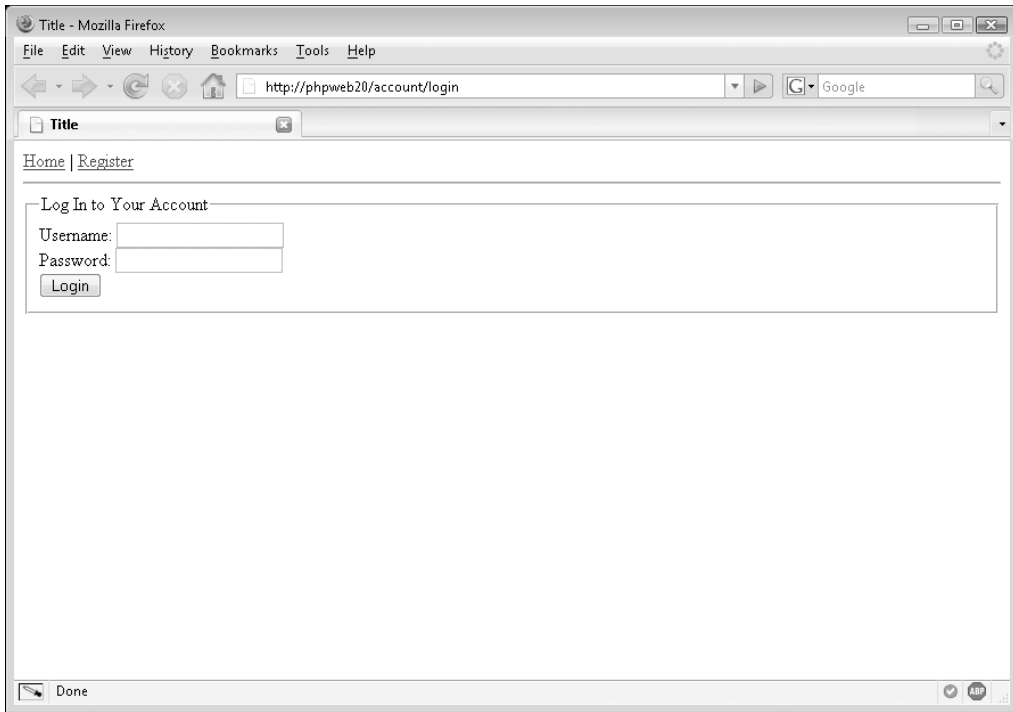 Title - Mozilla Firefox
File Edit View History Bookmarks Tools Help
http://phpweb20/account/login G Google
Title
Home | Register
Log In to Your Account
Username:
Password:
Login
Done ABP